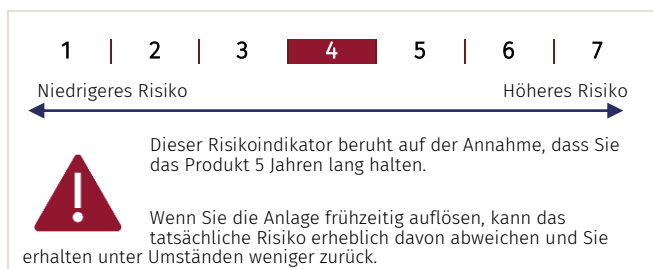 1 2 3 4 5 6 7
Niedrigeres Risiko Höheres Risiko
Dieser Risikoindikator beruht auf der Annahme, dass Sie
das Produkt 5 Jahren lang halten.
Wenn Sie die Anlage frühzeitig auflösen, kann das
tatsächliche Risiko erheblich davon abweichen und Sie
erhalten unter Umständen weniger zurück.